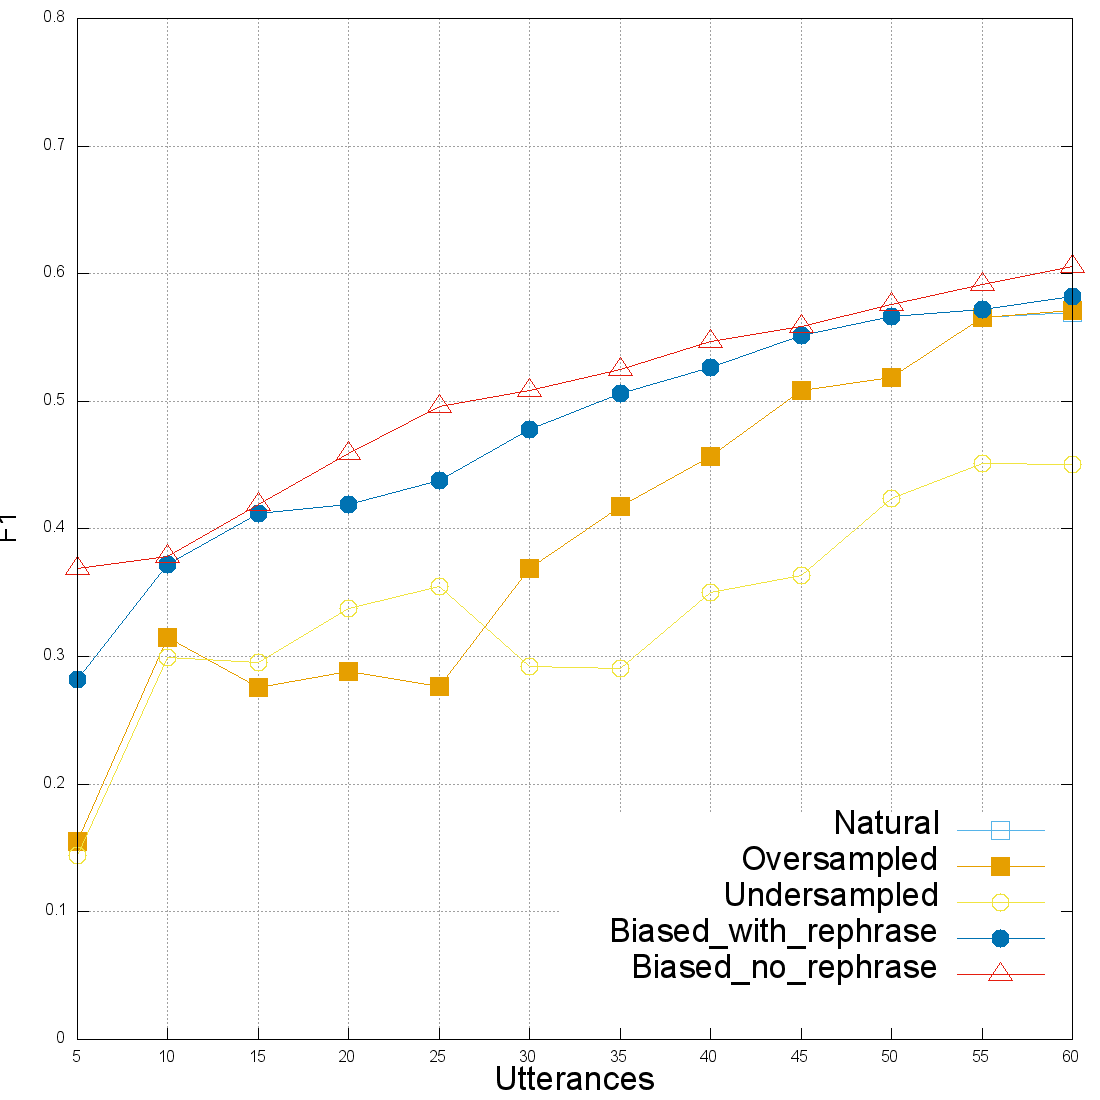 0.8
0.7
0.6
0.5
0.4
0.3
0.2
0.1
0
F1
Natural
Oversampled
Undersampled
Biased_with_rephrase
Biased_no_rephrase
5 10 15 20 25 30 35 40 45 50 55 60
Utterances